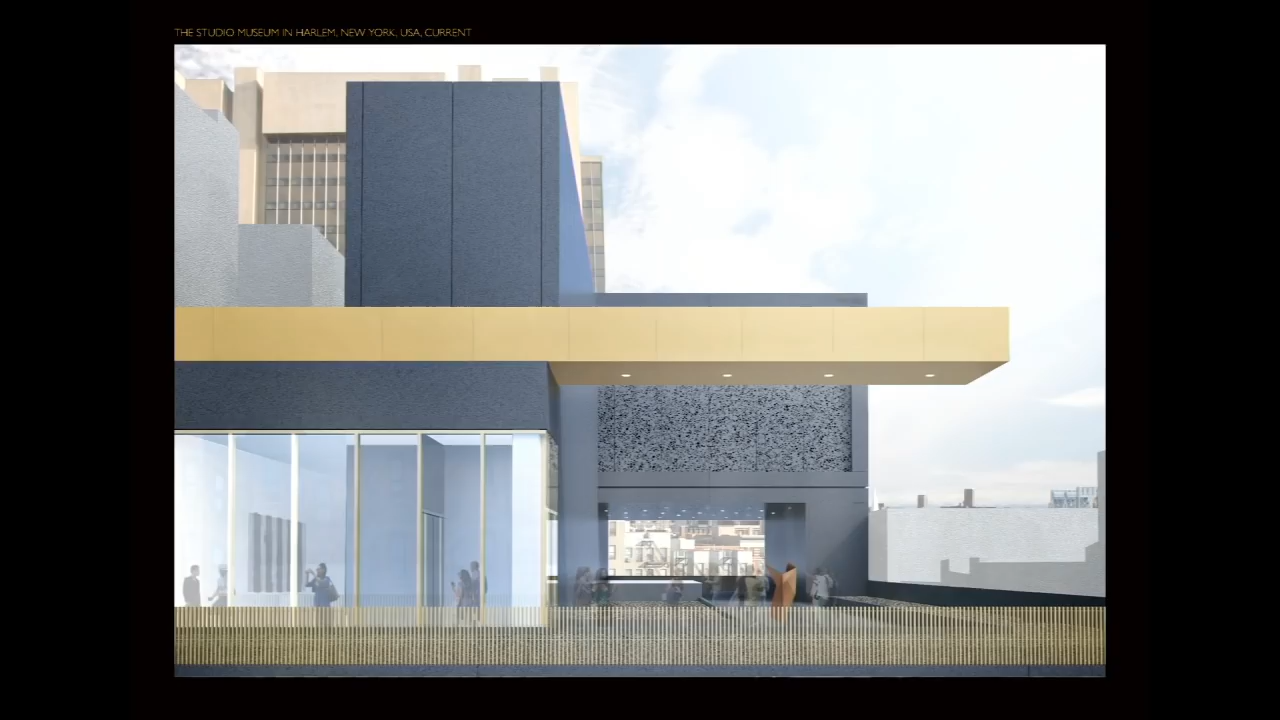 THE STUDIO MUSEUM IN HARLEM, NEW YORK, USA, CURRENT